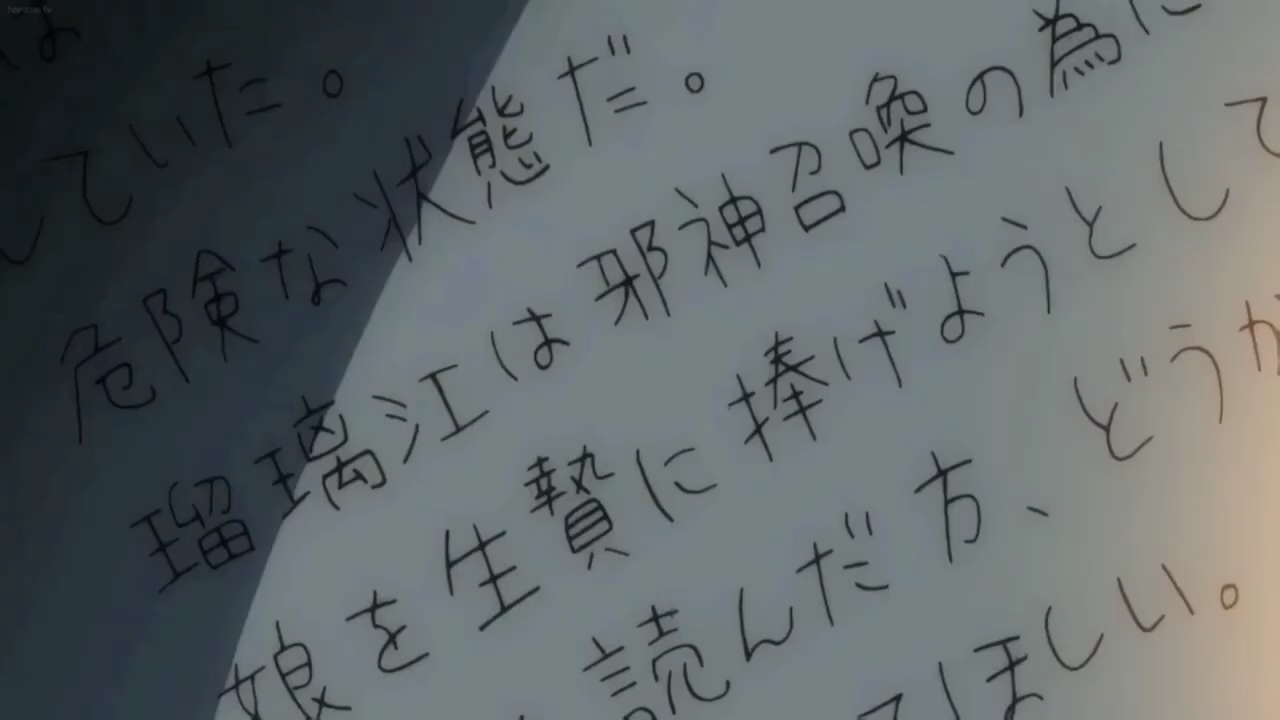 していた。
危険な状態だ。
瑠璃江は邪神召喚の為に
娘を生贄に捧げようとして
読んだ方、どうか
てほしい。